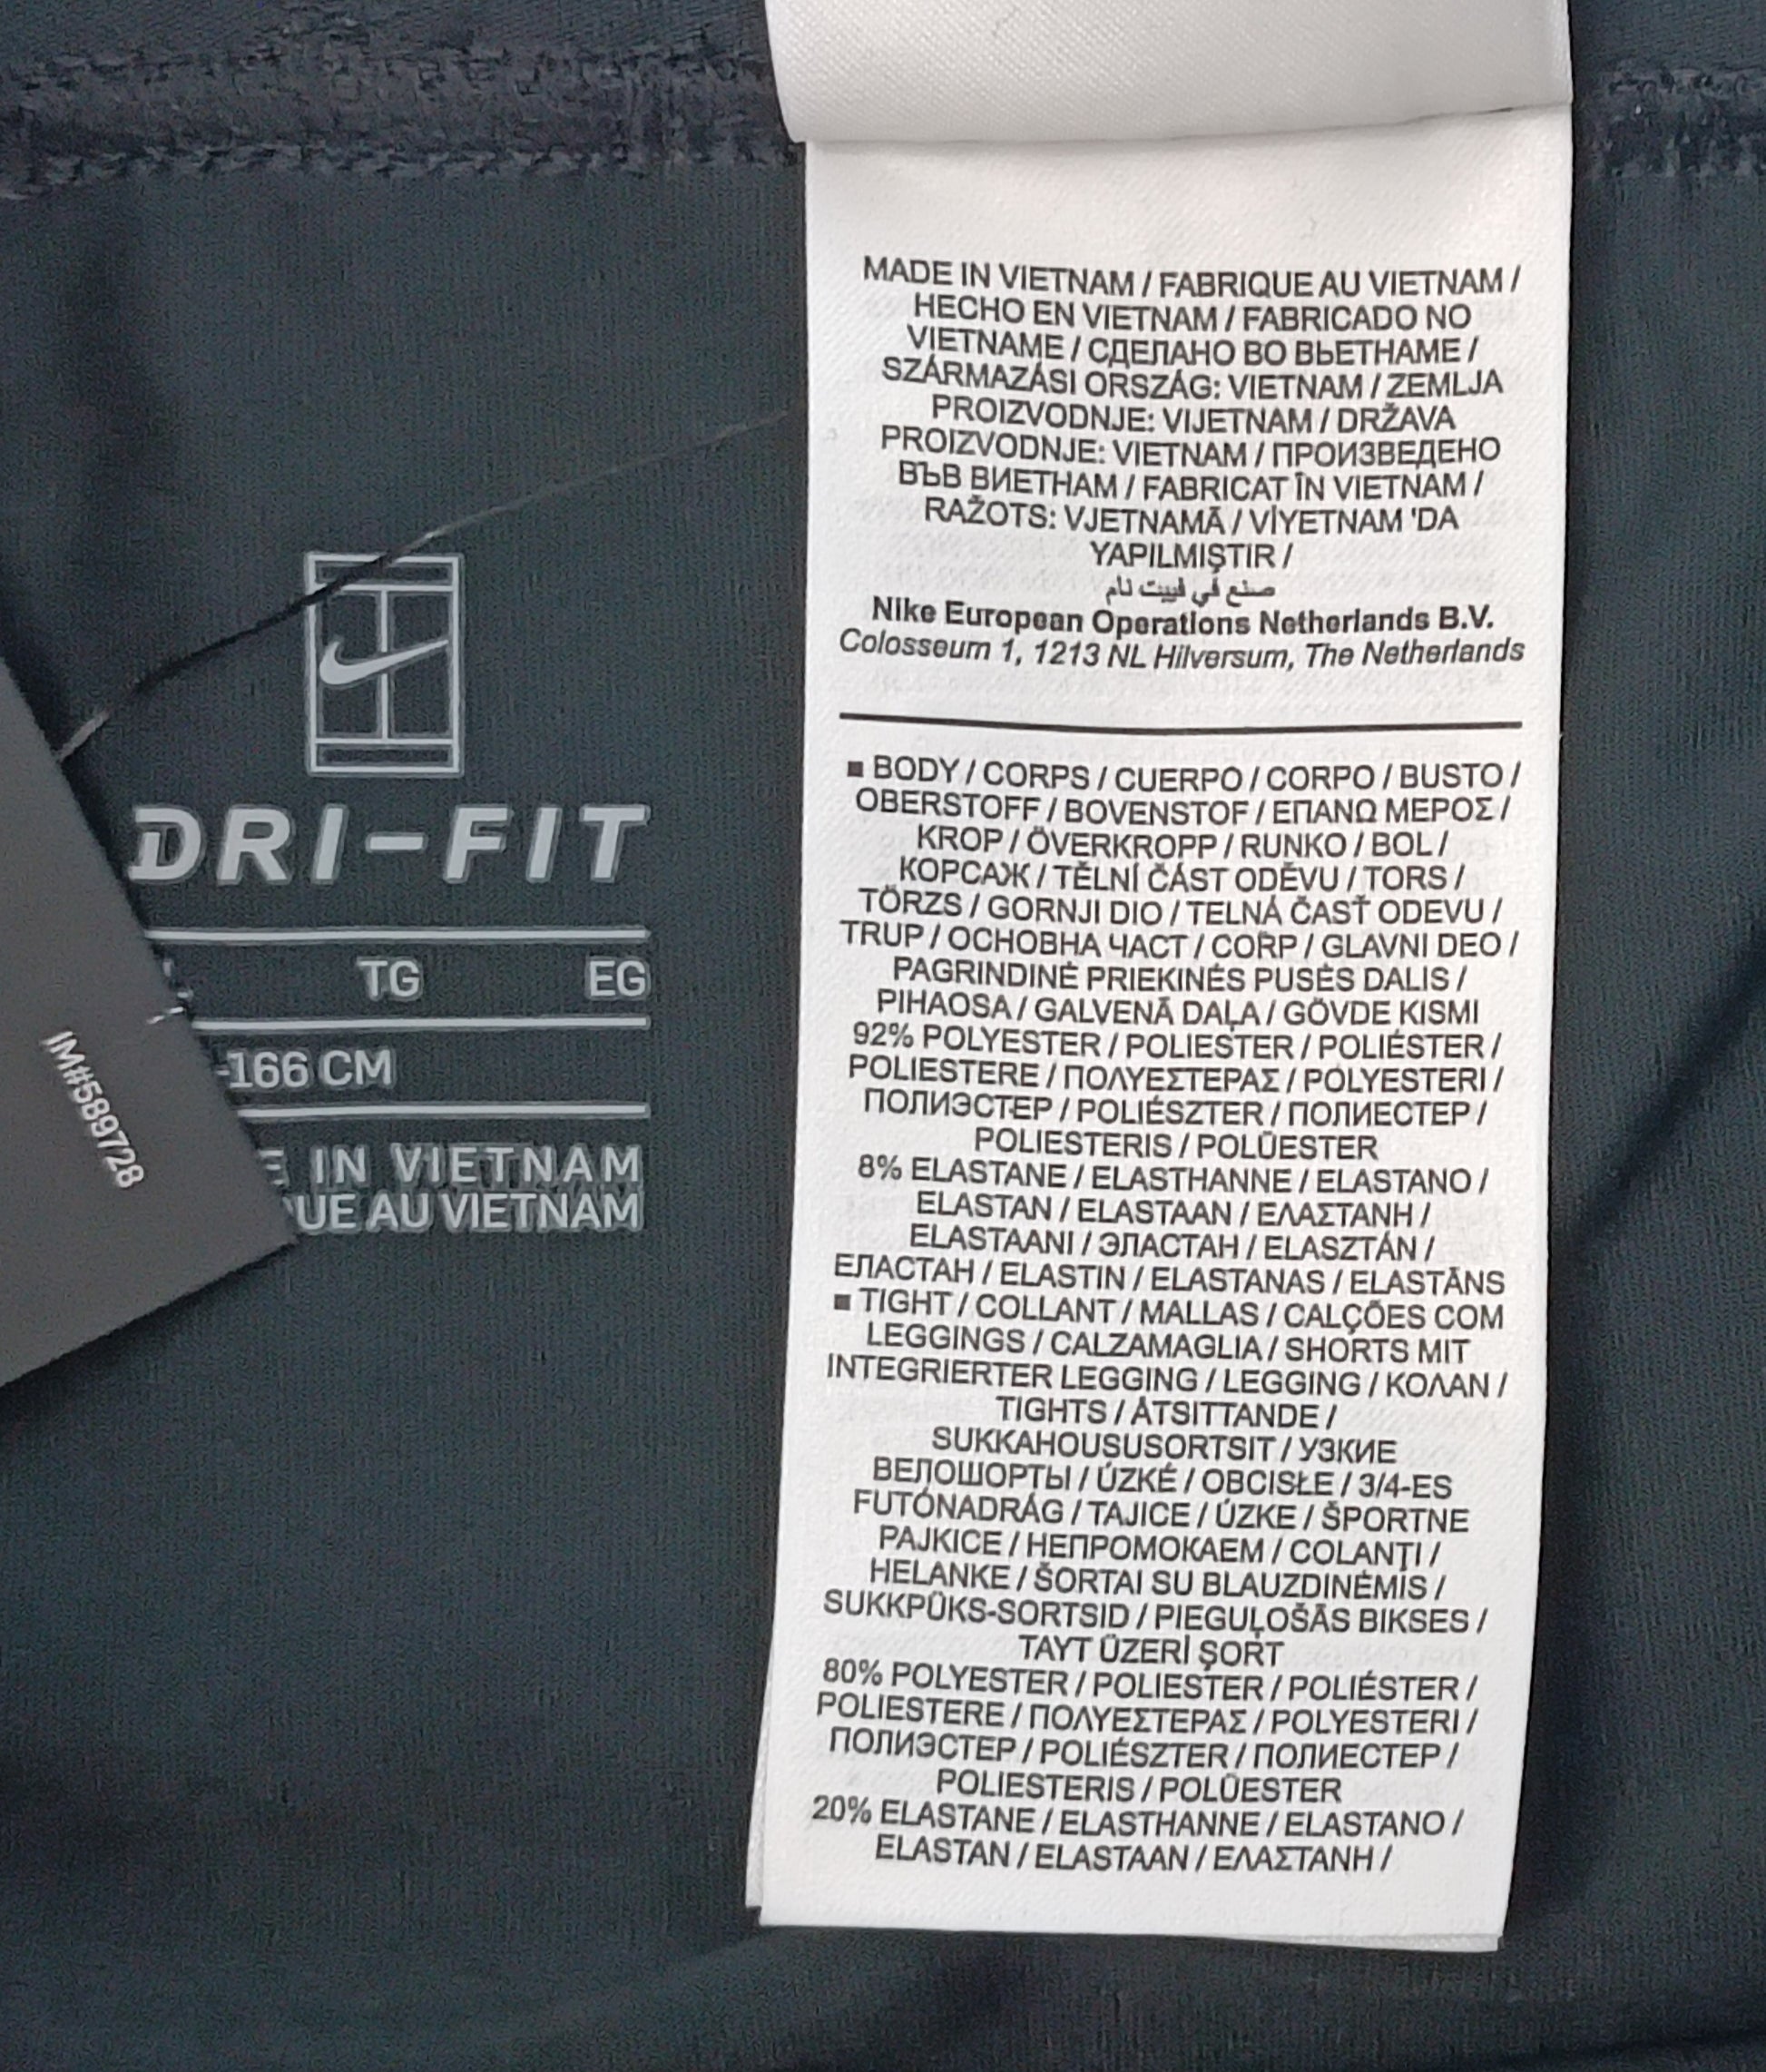 DRI-FIT
TG EG
-166 CM
IN VIETNAM
UE AU VIETNAM
IM#589728
MADE IN VIETNAM / FABRIQUE AU VIETNAM /
HECHO EN VIETNAM / FABRICADO NO
VIETNAME / СДЕЛАНО ВО ВЬЕТНАМЕ /
SZÁRMAZÁSI ORSZÁG: VIETNAM / ZEMLJA
PROIZVODNJE: VIJETNAM / DRŽAVA
PROIZVODNJE: VIETNAM / ПРОИЗВЕДЕНО
ВЪВ ВИЕТНАМ / FABRICAT ÎN VIETNAM /
RAŽOTS: VJETNAMĀ / VİYETNAM 'DA
YAPILMIŞTIR /
صنع في فييت نام
Nike European Operations Netherlands B.V.
Colosseum 1, 1213 NL Hilversum, The Netherlands
■ BODY / CORPS / CUERPO / CORPO / BUSTO /
OBERSTOFF / BOVENSTOF / ΕΠΑΝΩ ΜΕΡΟΣ /
KROP / ÖVERKROPP / RUNKO / BOL /
КОРСАЖ / TĚLNÍ ČÁST ODĚVU / TORS /
TÖRZS / GORNJI DIO / TELNÁ ČASŤ ODEVU /
TRUP / ОСНОВНА ЧАСТ / CORP / GLAVNI DEO /
PAGRINDINĖ PRIEKINĖS PUSĖS DALIS /
PIHAOSA / GALVENĀ DAĻA / GÖVDE KISMI
92% POLYESTER / POLIESTER / POLIÉSTER /
POLIESTERE / ΠΟΛΥΕΣΤΕΡΑΣ / POLYESTERI /
ПОЛИЭСТЕР / POLIÉSZTER / ПОЛИЕСТЕР /
POLIESTERIS / POLÜESTER
8% ELASTANE / ELASTHANNE / ELASTANO /
ELASTAN / ELASTAAN / ΕΛΑΣΤΑΝΗ /
ELASTAANI / ЭЛАСТАН / ELASZTÁN /
ЕЛАСТАН / ELASTIN / ELASTANAS / ELASTĀNS
■ TIGHT / COLLANT / MALLAS / CALÇÕES COM
LEGGINGS / CALZAMAGLIA / SHORTS MIT
INTEGRIERTER LEGGING / LEGGING / ΚΟΛΑΝ /
TIGHTS / ÅTSITTANDE /
SUKKAHOUSUSORTSIT / УЗКИЕ
ВЕЛОШОРТЫ / ÚZKÉ / OBCISŁE / 3/4-ES
FUTÓNADRÁG / TAJICE / ÚZKE / ŠPORTNE
PAJKICE / НЕПРОМОКАЕМ / COLANȚI /
HELANKE / ŠORTAI SU BLAUZDINĖMIS /
SUKKPÜKS-SORTSID / PIEGUĻOŠĀS BIKSES /
TAYT ÜZERİ ŞORT
80% POLYESTER / POLIESTER / POLIÉSTER /
POLIESTERE / ΠΟΛΥΕΣΤΕΡΑΣ / POLYESTERI /
ПОЛИЭСТЕР / POLIÉSZTER / ПОЛИЕСТЕР /
POLIESTERIS / POLÜESTER
20% ELASTANE / ELASTHANNE / ELASTANO /
ELASTAN / ELASTAAN / ΕΛΑΣΤΑΝΗ /